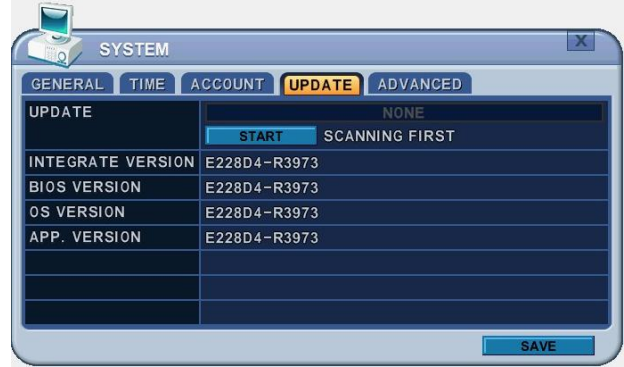 SYSTEM
X
GENERAL TIME ACCOUNT UPDATE ADVANCED
UPDATE NONE
START SCANNING FIRST
INTEGRATE VERSION E228D4-R3973
BIOS VERSION E228D4-R3973
OS VERSION E228D4-R3973
APP. VERSION E228D4-R3973
SAVE